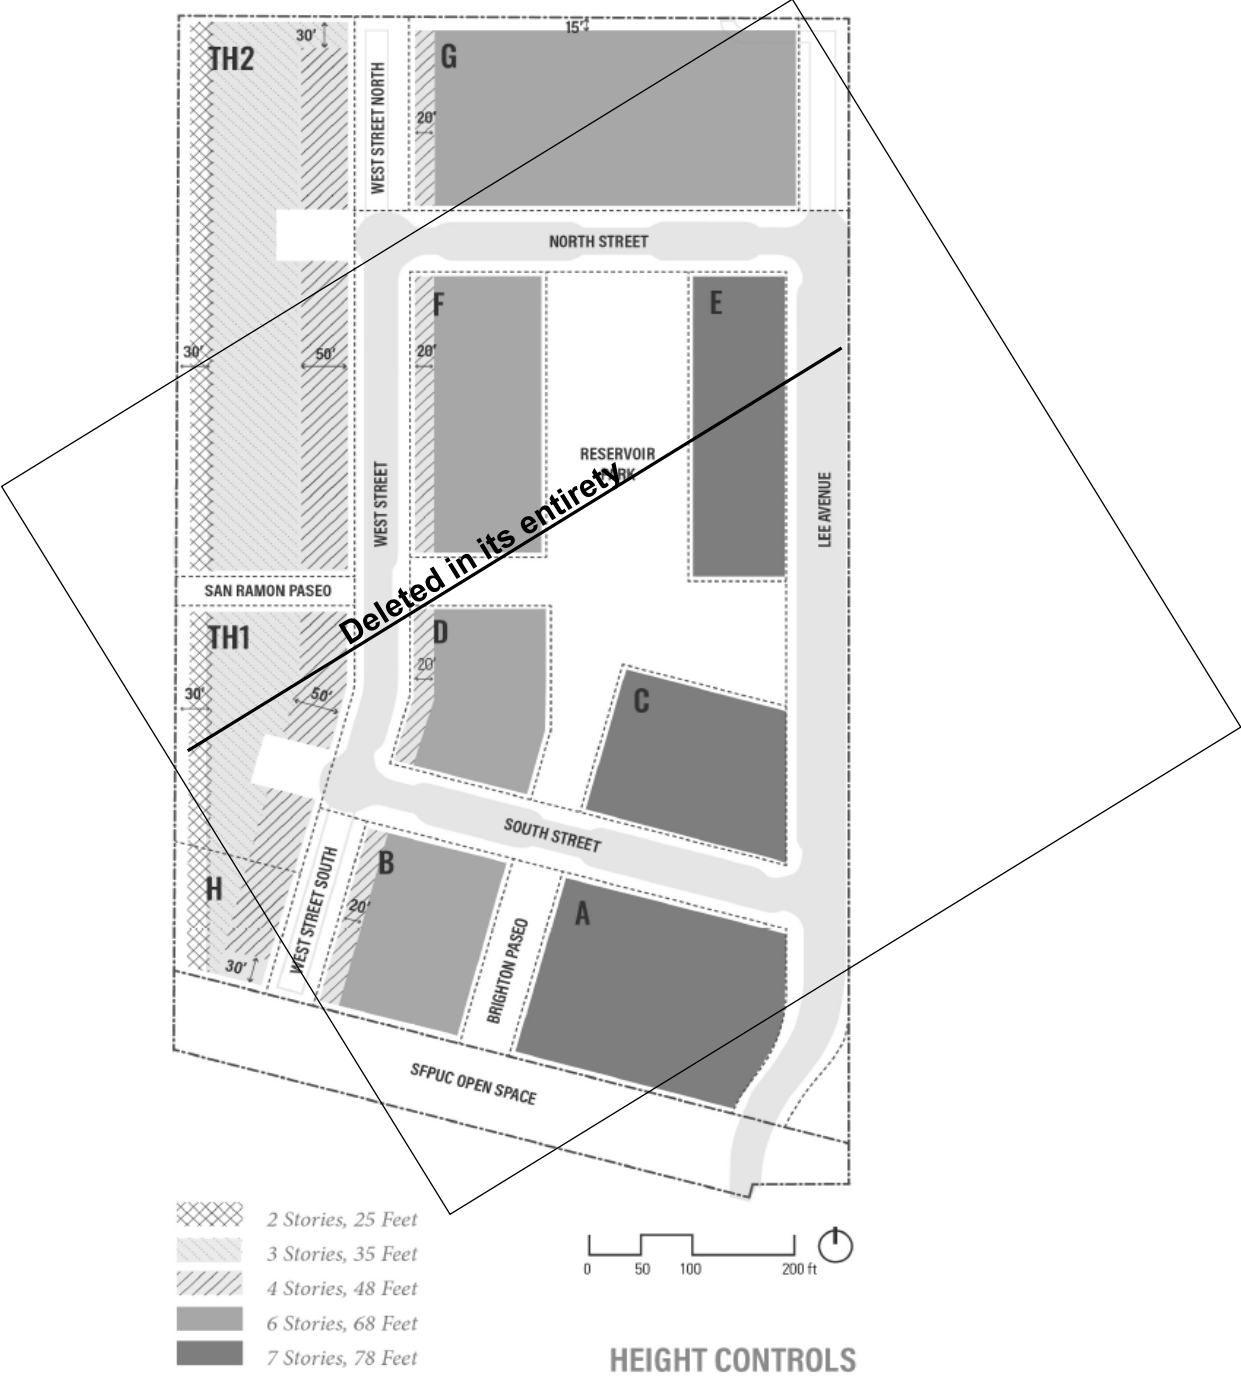 30'
15'
TH2
G
WEST STREET NORTH
20'
NORTH STREET
F
E
30'
50'
20'
RESERVOIR
PARK
WEST STREET
LEE AVENUE
Deleted in its entirety
SAN RAMON PASEO
TH1
D
20'
30'
50'
C
SOUTH STREET
B
H
WEST STREET SOUTH
20'
A
BRIGHTON PASEO
30'
SFPUC OPEN SPACE
2 Stories, 25 Feet
3 Stories, 35 Feet
4 Stories, 48 Feet
6 Stories, 68 Feet
7 Stories, 78 Feet
0 50 100 200 ft
HEIGHT CONTROLS